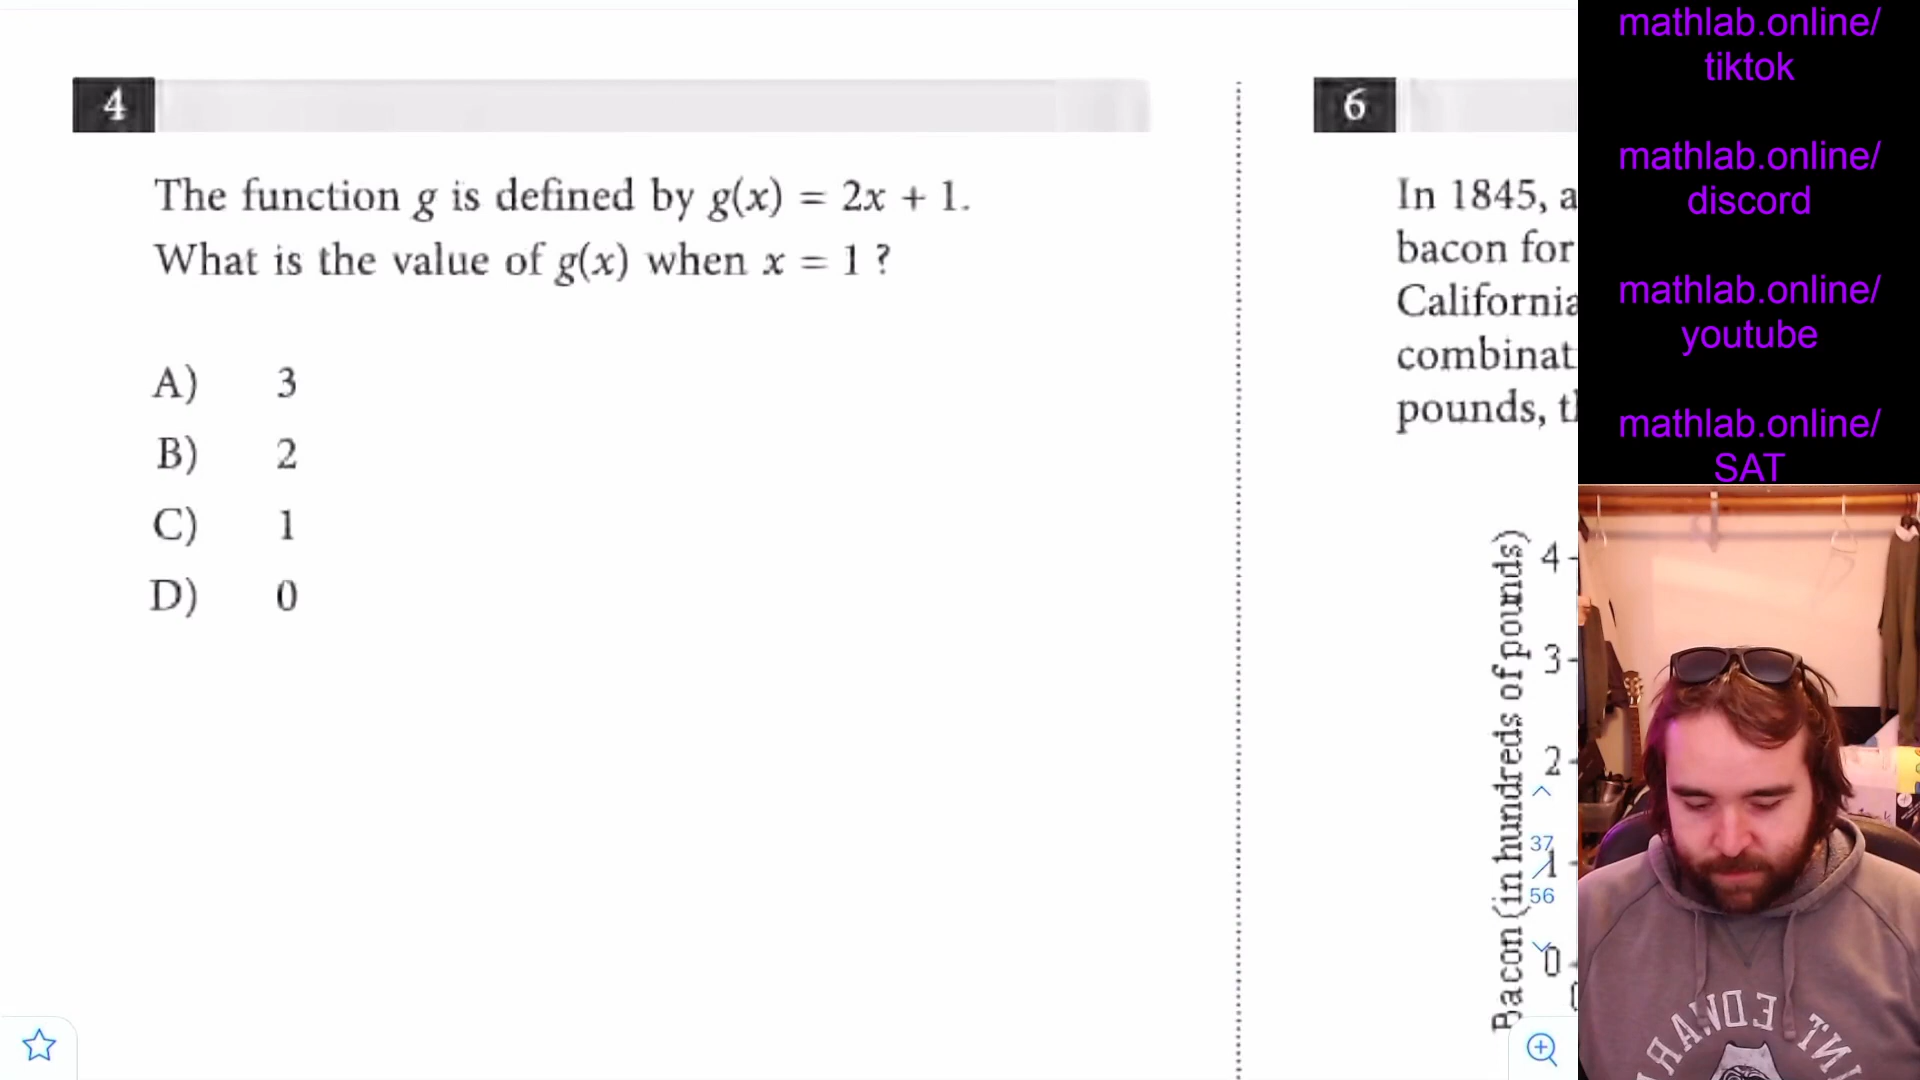 4
The function g is defined by g(x) = 2x + 1.
What is the value of g(x) when x = 1 ?
A) 3
B) 2
C) 1
D) 0
6
In 1845, a
bacon for
California
combinat
pounds, t
Bacon (in hundreds of pounds)
4
3
2
1
0
37
56
mathlab.online/
tiktok
mathlab.online/
discord
mathlab.online/
youtube
mathlab.online/
SAT